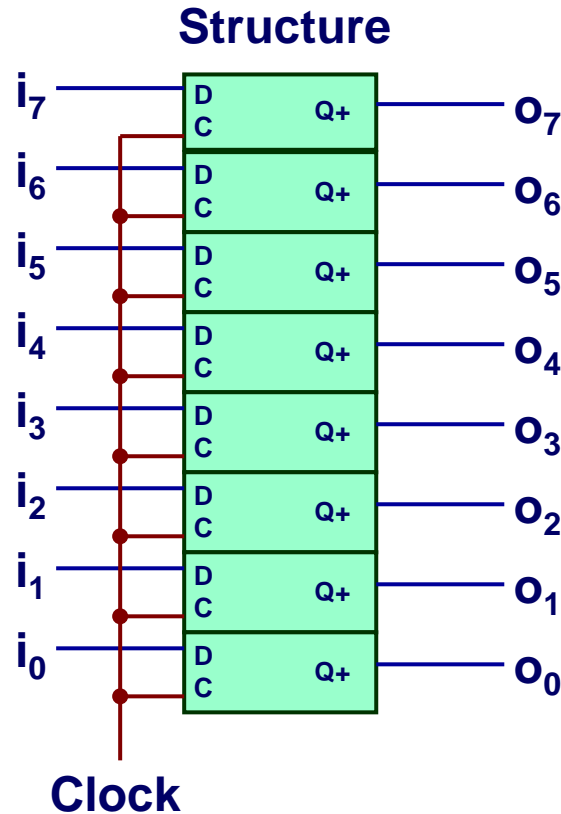 Structure
i7 D Q+ o7
C
i6 D Q+ o6
C
i5 D Q+ o5
C
i4 D Q+ o4
C
i3 D Q+ o3
C
i2 D Q+ o2
C
i1 D Q+ o1
C
i0 D Q+ o0
C
Clock